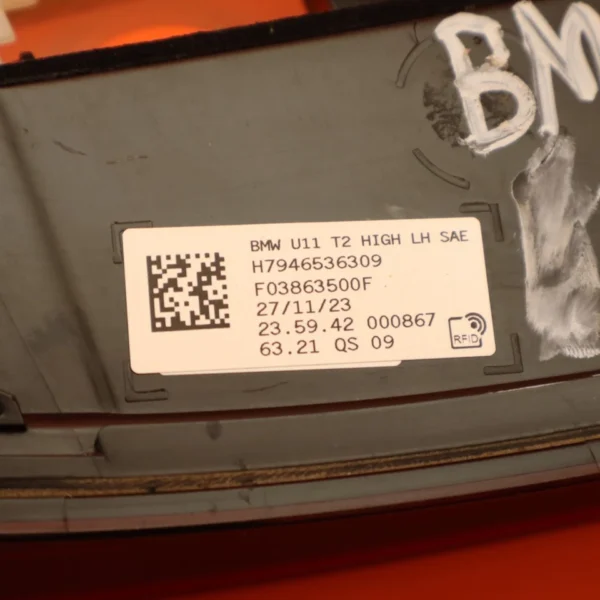 BM
BMW U11 T2 HIGH LH SAE
H7946536309
F03863500F
27/11/23
23.59.42 000867
63.21 QS 09
RFID